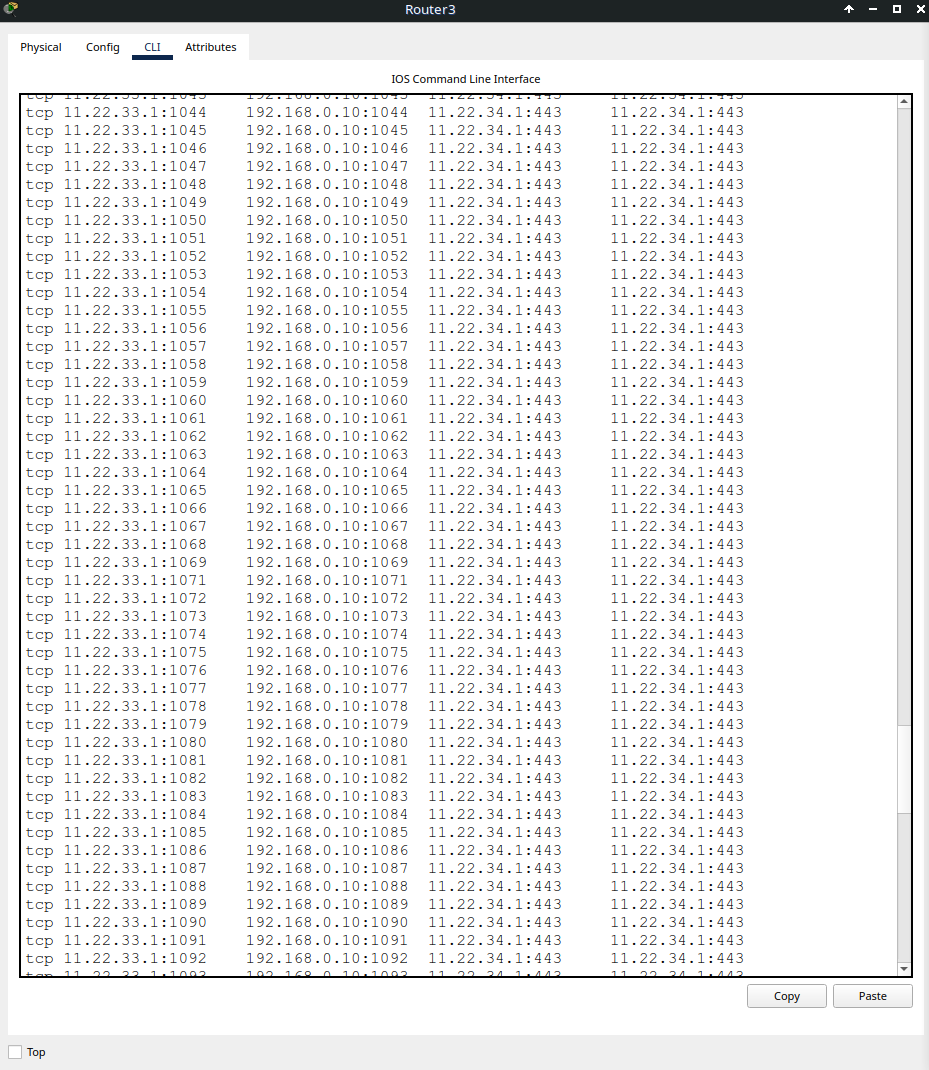 Router3
Physical Config CLI Attributes
IOS Command Line Interface
tcp 11.22.33.1:1043 192.168.0.10:1043 11.22.34.1:443 11.22.34.1:443
tcp 11.22.33.1:1044 192.168.0.10:1044 11.22.34.1:443 11.22.34.1:443
tcp 11.22.33.1:1045 192.168.0.10:1045 11.22.34.1:443 11.22.34.1:443
tcp 11.22.33.1:1046 192.168.0.10:1046 11.22.34.1:443 11.22.34.1:443
tcp 11.22.33.1:1047 192.168.0.10:1047 11.22.34.1:443 11.22.34.1:443
tcp 11.22.33.1:1048 192.168.0.10:1048 11.22.34.1:443 11.22.34.1:443
tcp 11.22.33.1:1049 192.168.0.10:1049 11.22.34.1:443 11.22.34.1:443
tcp 11.22.33.1:1050 192.168.0.10:1050 11.22.34.1:443 11.22.34.1:443
tcp 11.22.33.1:1051 192.168.0.10:1051 11.22.34.1:443 11.22.34.1:443
tcp 11.22.33.1:1052 192.168.0.10:1052 11.22.34.1:443 11.22.34.1:443
tcp 11.22.33.1:1053 192.168.0.10:1053 11.22.34.1:443 11.22.34.1:443
tcp 11.22.33.1:1054 192.168.0.10:1054 11.22.34.1:443 11.22.34.1:443
tcp 11.22.33.1:1055 192.168.0.10:1055 11.22.34.1:443 11.22.34.1:443
tcp 11.22.33.1:1056 192.168.0.10:1056 11.22.34.1:443 11.22.34.1:443
tcp 11.22.33.1:1057 192.168.0.10:1057 11.22.34.1:443 11.22.34.1:443
tcp 11.22.33.1:1058 192.168.0.10:1058 11.22.34.1:443 11.22.34.1:443
tcp 11.22.33.1:1059 192.168.0.10:1059 11.22.34.1:443 11.22.34.1:443
tcp 11.22.33.1:1060 192.168.0.10:1060 11.22.34.1:443 11.22.34.1:443
tcp 11.22.33.1:1061 192.168.0.10:1061 11.22.34.1:443 11.22.34.1:443
tcp 11.22.33.1:1062 192.168.0.10:1062 11.22.34.1:443 11.22.34.1:443
tcp 11.22.33.1:1063 192.168.0.10:1063 11.22.34.1:443 11.22.34.1:443
tcp 11.22.33.1:1064 192.168.0.10:1064 11.22.34.1:443 11.22.34.1:443
tcp 11.22.33.1:1065 192.168.0.10:1065 11.22.34.1:443 11.22.34.1:443
tcp 11.22.33.1:1066 192.168.0.10:1066 11.22.34.1:443 11.22.34.1:443
tcp 11.22.33.1:1067 192.168.0.10:1067 11.22.34.1:443 11.22.34.1:443
tcp 11.22.33.1:1068 192.168.0.10:1068 11.22.34.1:443 11.22.34.1:443
tcp 11.22.33.1:1069 192.168.0.10:1069 11.22.34.1:443 11.22.34.1:443
tcp 11.22.33.1:1071 192.168.0.10:1071 11.22.34.1:443 11.22.34.1:443
tcp 11.22.33.1:1072 192.168.0.10:1072 11.22.34.1:443 11.22.34.1:443
tcp 11.22.33.1:1073 192.168.0.10:1073 11.22.34.1:443 11.22.34.1:443
tcp 11.22.33.1:1074 192.168.0.10:1074 11.22.34.1:443 11.22.34.1:443
tcp 11.22.33.1:1075 192.168.0.10:1075 11.22.34.1:443 11.22.34.1:443
tcp 11.22.33.1:1076 192.168.0.10:1076 11.22.34.1:443 11.22.34.1:443
tcp 11.22.33.1:1077 192.168.0.10:1077 11.22.34.1:443 11.22.34.1:443
tcp 11.22.33.1:1078 192.168.0.10:1078 11.22.34.1:443 11.22.34.1:443
tcp 11.22.33.1:1079 192.168.0.10:1079 11.22.34.1:443 11.22.34.1:443
tcp 11.22.33.1:1080 192.168.0.10:1080 11.22.34.1:443 11.22.34.1:443
tcp 11.22.33.1:1081 192.168.0.10:1081 11.22.34.1:443 11.22.34.1:443
tcp 11.22.33.1:1082 192.168.0.10:1082 11.22.34.1:443 11.22.34.1:443
tcp 11.22.33.1:1083 192.168.0.10:1083 11.22.34.1:443 11.22.34.1:443
tcp 11.22.33.1:1084 192.168.0.10:1084 11.22.34.1:443 11.22.34.1:443
tcp 11.22.33.1:1085 192.168.0.10:1085 11.22.34.1:443 11.22.34.1:443
tcp 11.22.33.1:1086 192.168.0.10:1086 11.22.34.1:443 11.22.34.1:443
tcp 11.22.33.1:1087 192.168.0.10:1087 11.22.34.1:443 11.22.34.1:443
tcp 11.22.33.1:1088 192.168.0.10:1088 11.22.34.1:443 11.22.34.1:443
tcp 11.22.33.1:1089 192.168.0.10:1089 11.22.34.1:443 11.22.34.1:443
tcp 11.22.33.1:1090 192.168.0.10:1090 11.22.34.1:443 11.22.34.1:443
tcp 11.22.33.1:1091 192.168.0.10:1091 11.22.34.1:443 11.22.34.1:443
tcp 11.22.33.1:1092 192.168.0.10:1092 11.22.34.1:443 11.22.34.1:443
tcp 11.22.33.1:1093 192.168.0.10:1093 11.22.34.1:443 11.22.34.1:443
Copy Paste
Top